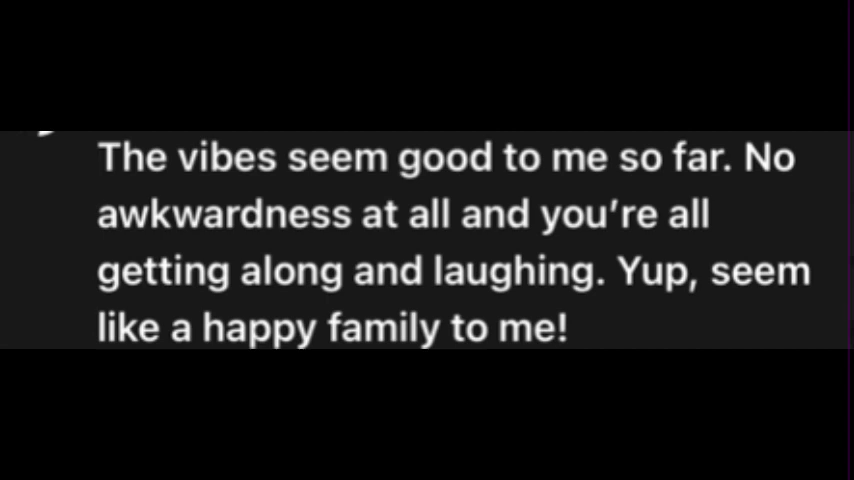 The vibes seem good to me so far. No
awkwardness at all and you're all
getting along and laughing. Yup, seem
like a happy family to me!